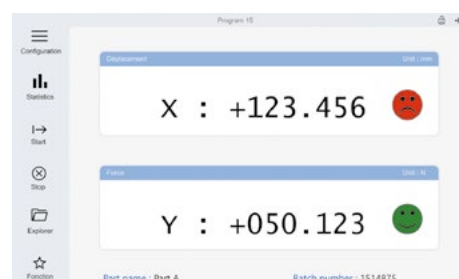 Program 15
Configuration
Statistics
Start
Stop
Explorer
Fonction
Déplacement Unit : mm
X : +123.456
Force Unit : N
Y : +050.123
Part name : Part A Batch number : 1514875